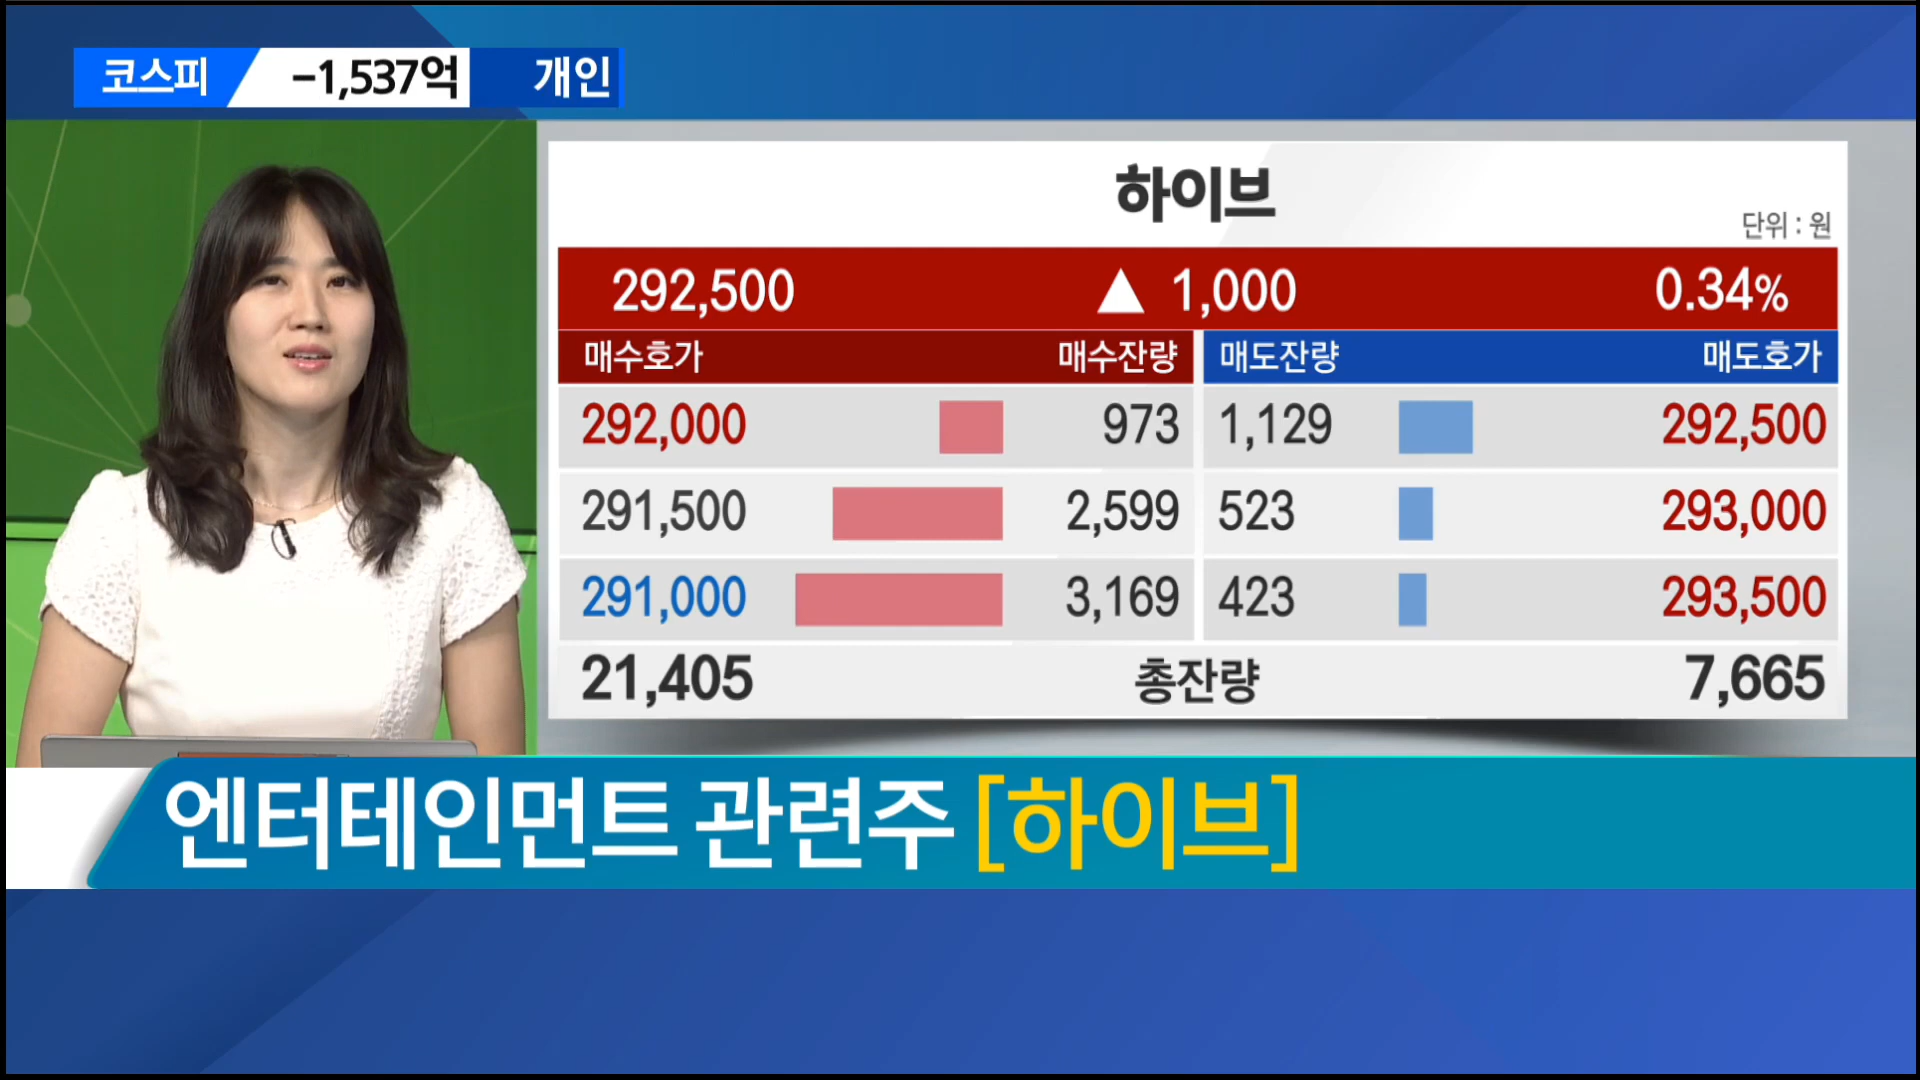 코스피 -1,537억 개인
하이브
단위 : 원
292,500 ▲ 1,000 0.34%
매수호가 매수잔량 매도잔량 매도호가
292,000 973 1,129 292,500
291,500 2,599 523 293,000
291,000 3,169 423 293,500
21,405 총잔량 7,665
엔터테인먼트 관련주 [하이브]